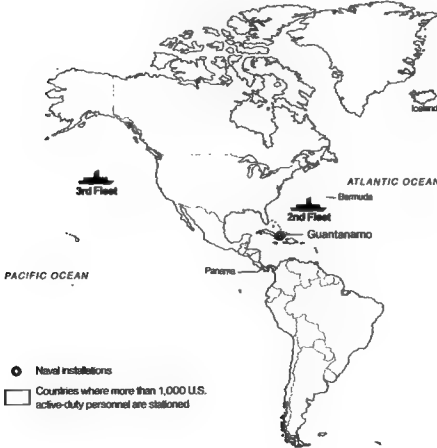 Iceland
ATLANTIC OCEAN
3rd Fleet
Bermuda
2nd Fleet
Guantanamo
Panama
PACIFIC OCEAN
Naval installations
Countries where more than 1,000 U.S.
active-duty personnel are stationed